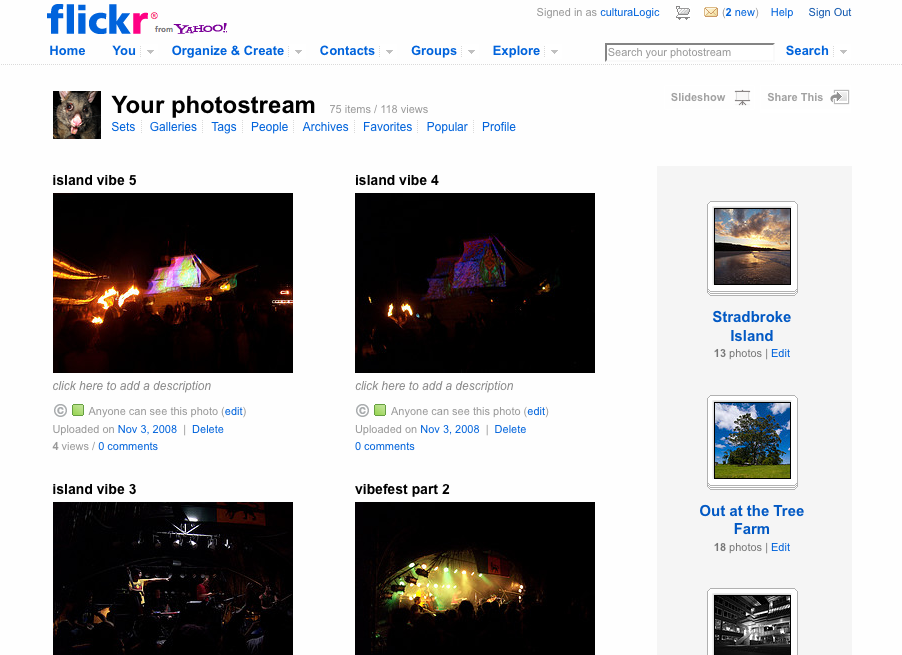 flickr® from YAHOO!
Signed in as culturaLogic (2 new) Help Sign Out
Home You Organize & Create Contacts Groups Explore Search your photostream Search
Your photostream 75 items / 118 views
Slideshow Share This
Sets Galleries Tags People Archives Favorites Popular Profile
island vibe 5
click here to add a description
© Anyone can see this photo (edit)
Uploaded on Nov 3, 2008 | Delete
4 views / 0 comments
island vibe 4
click here to add a description
© Anyone can see this photo (edit)
Uploaded on Nov 3, 2008 | Delete
0 comments
island vibe 3
vibefest part 2
Stradbroke
Island
13 photos | Edit
Out at the Tree
Farm
18 photos | Edit